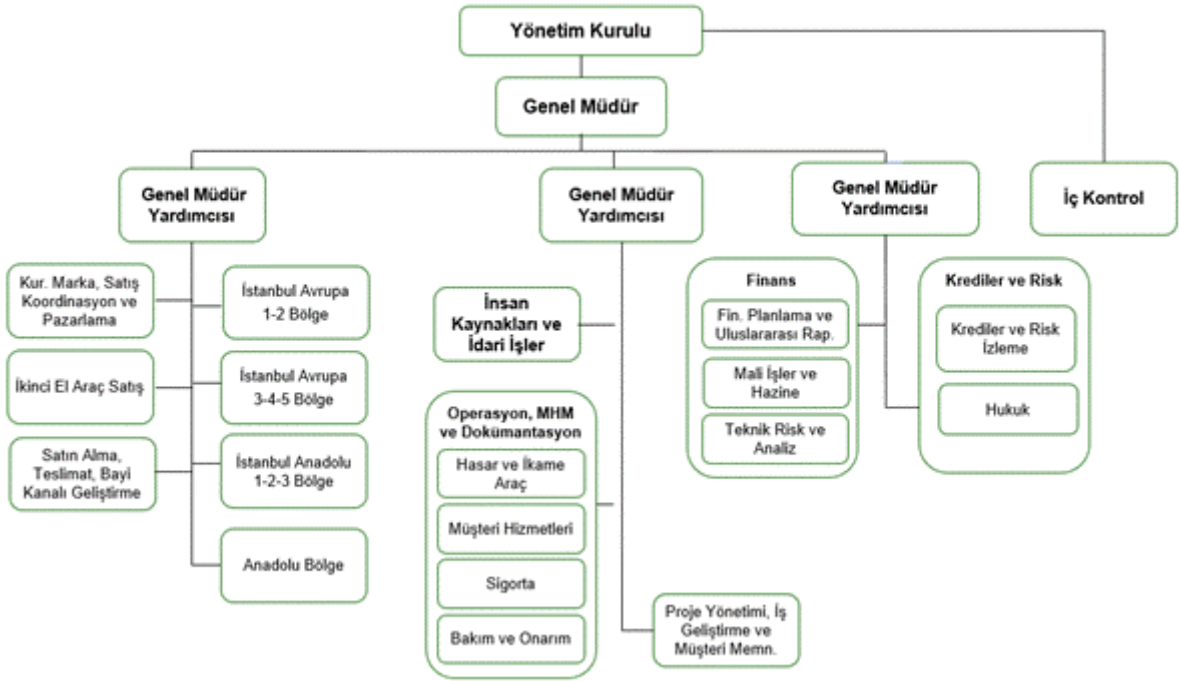 Yönetim Kurulu
Genel Müdür
Genel Müdür
Yardımcısı
Genel Müdür
Yardımcısı
Genel Müdür
Yardımcısı
İç Kontrol
Kur. Marka, Satış
Koordinasyon ve
Pazarlama
İkinci El Araç Satış
Satın Alma,
Teslimat, Bayi
Kanalı Geliştirme
İstanbul Avrupa
1-2 Bölge
İstanbul Avrupa
3-4-5 Bölge
İstanbul Anadolu
1-2-3 Bölge
Anadolu Bölge
İnsan
Kaynakları ve
İdari İşler
Operasyon, MHM
ve Dokümantasyon
Hasar ve İkame
Araç
Müşteri Hizmetleri
Sigorta
Bakım ve Onarım
Proje Yönetimi, İş
Geliştirme ve
Müşteri Memn.
Finans
Fin. Planlama ve
Uluslararası Rap.
Mali İşler ve
Hazine
Teknik Risk ve
Analiz
Krediler ve Risk
Krediler ve Risk
İzleme
Hukuk